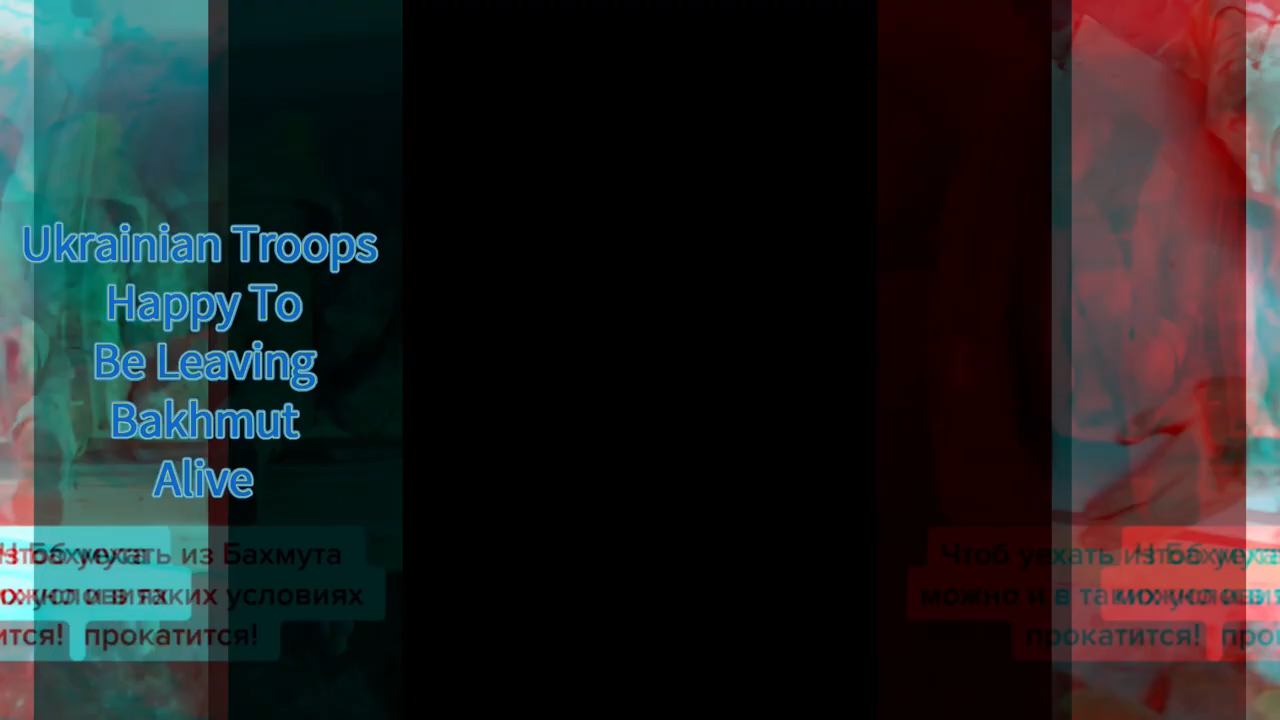 Ukrainian Troops
Happy To
Be Leaving
Bakhmut
Alive
Чтоб уехать из Бахмута
можно и в таких условиях
прокатится!